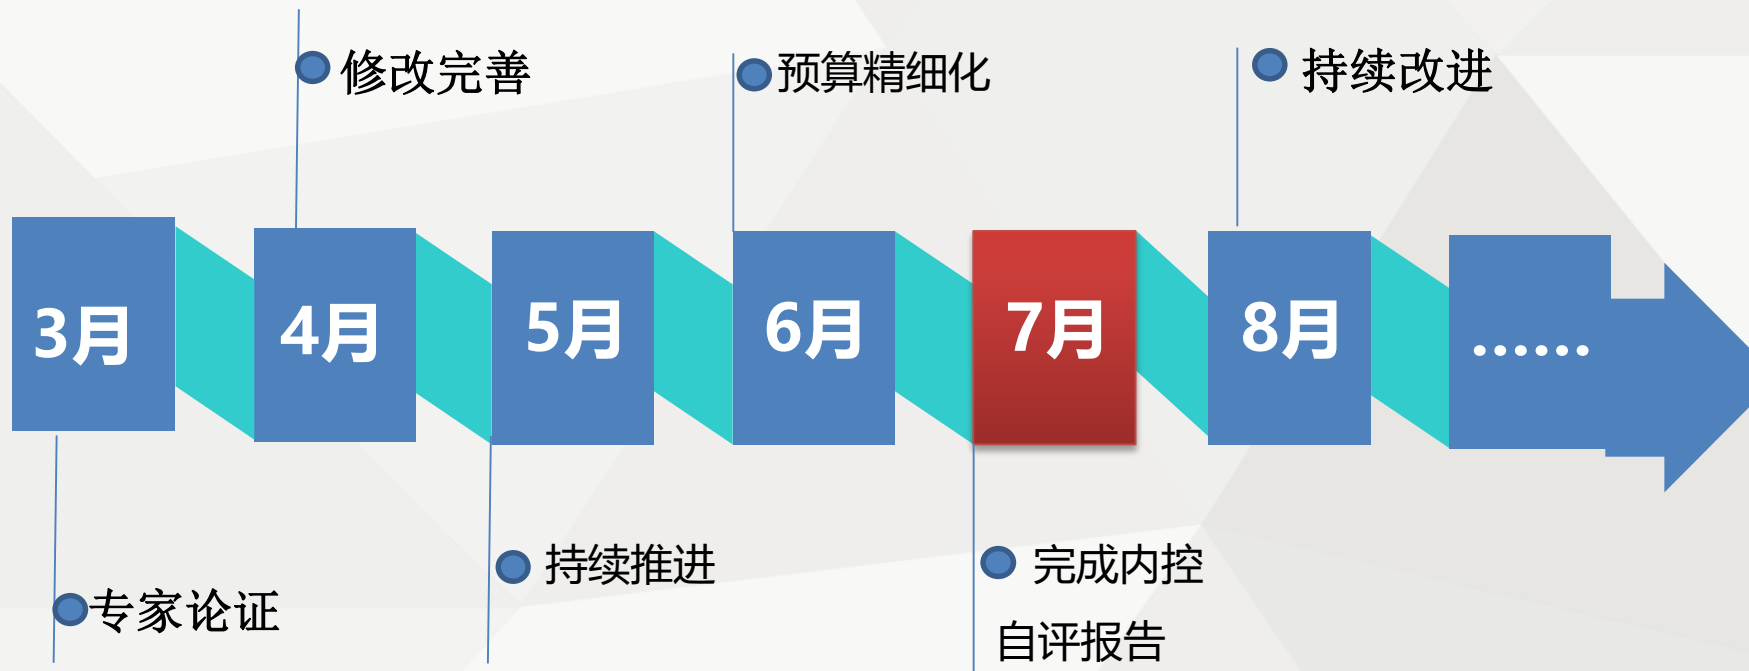 修改完善
预算精细化
持续改进
3月
4月
5月
6月
7月
8月
……
专家论证
持续推进
完成内控
自评报告